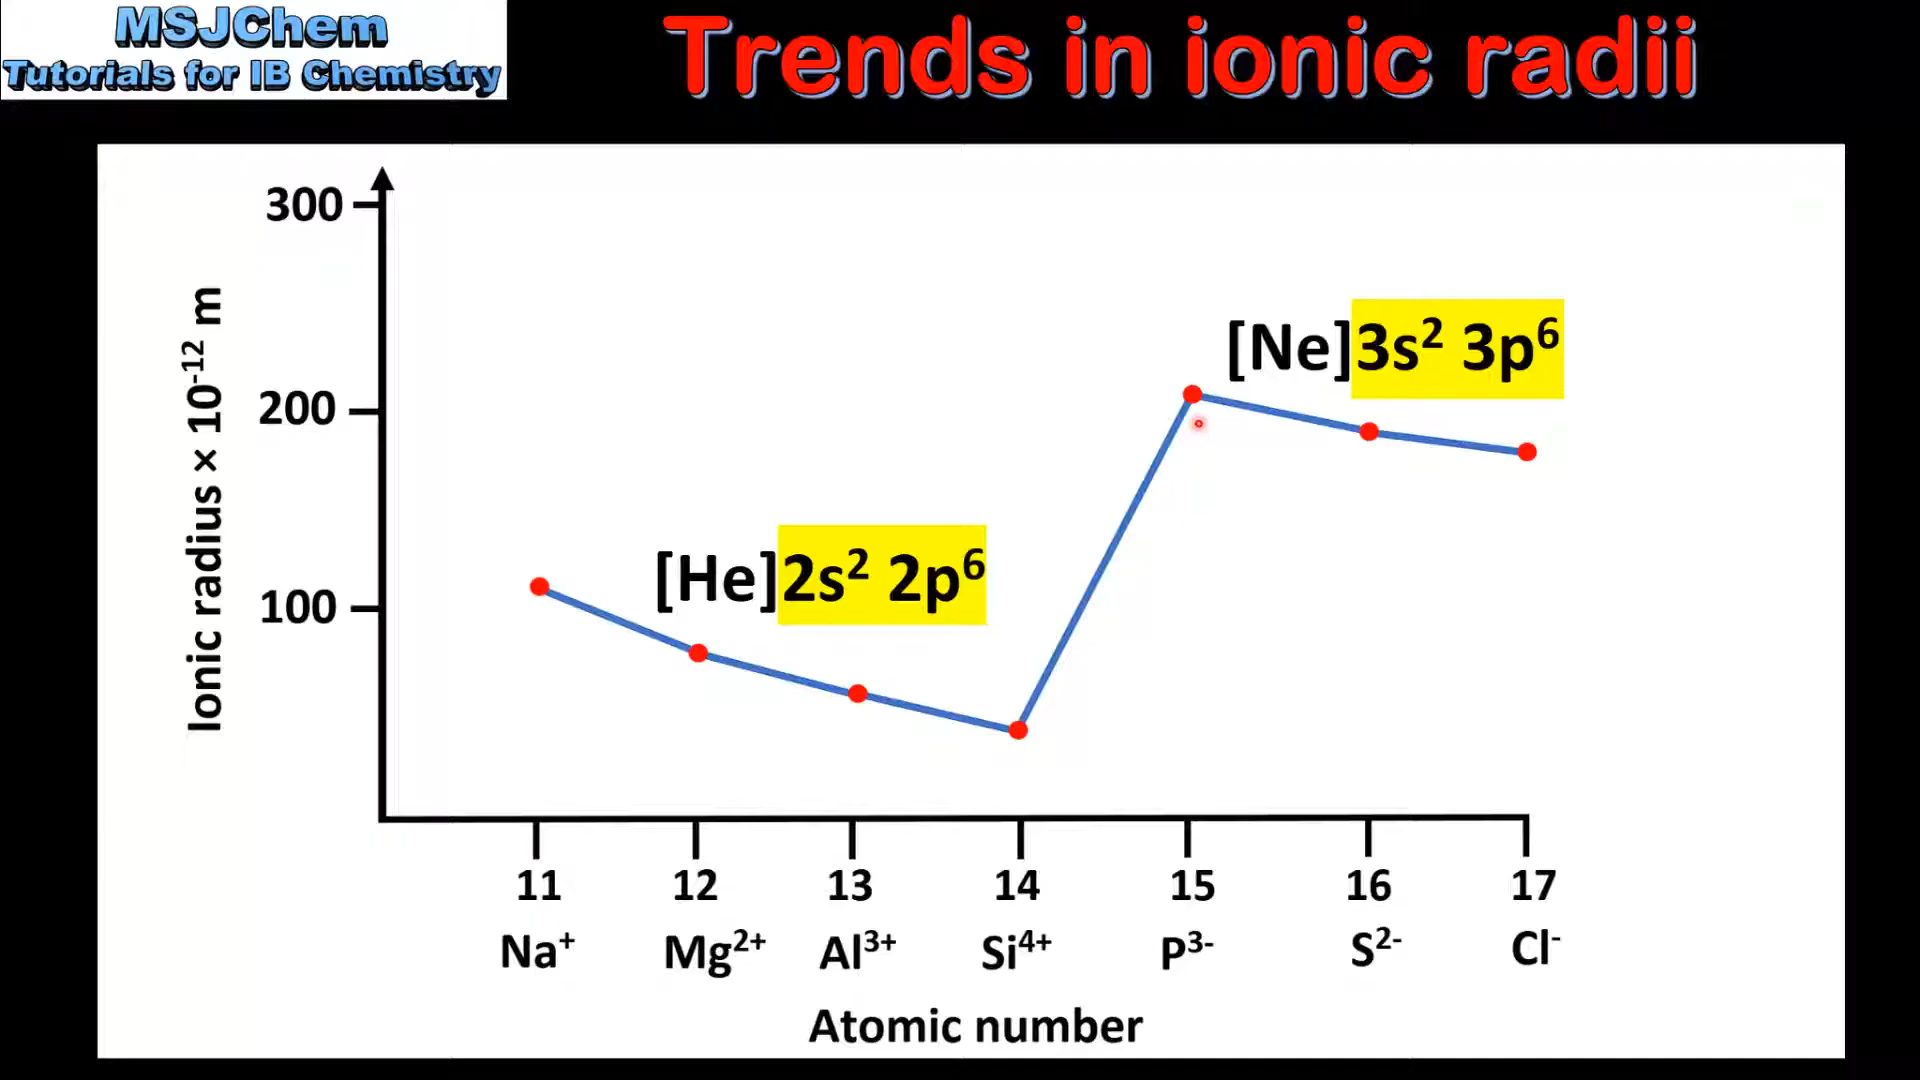 MSJChem
Tutorials for IB Chemistry
Trends in ionic radii
300
200
100
Ionic radius × 10⁻¹² m
[He]2s² 2p⁶
[Ne]3s² 3p⁶
11 12 13 14 15 16 17
Na⁺ Mg²⁺ Al³⁺ Si⁴⁺ P³⁻ S²⁻ Cl⁻
Atomic number